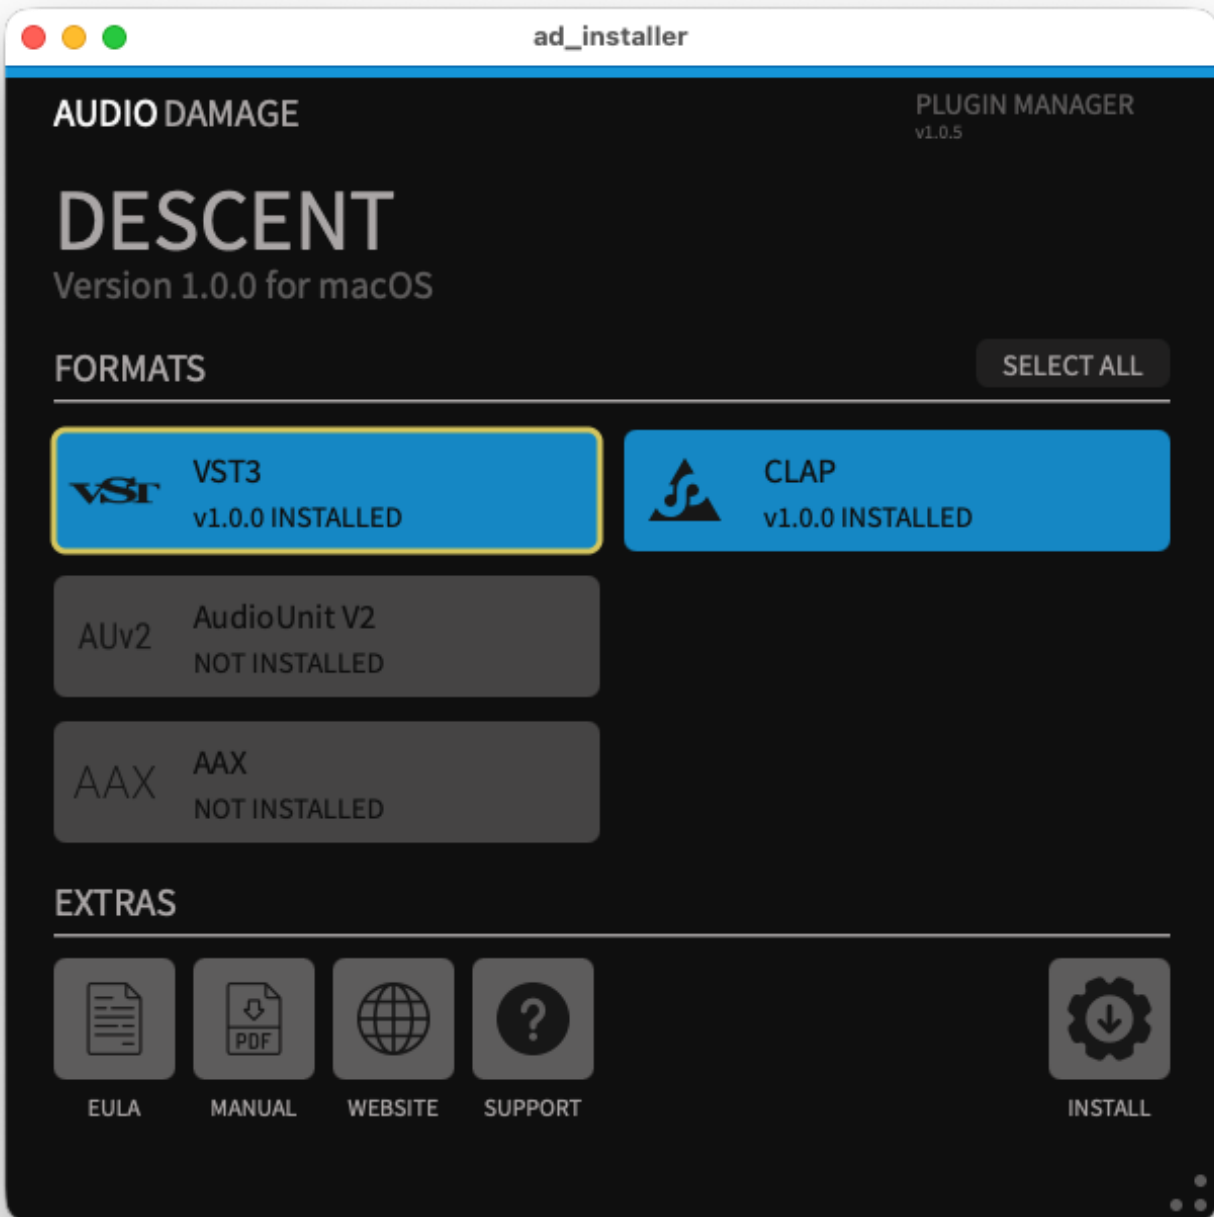 ad_installer
AUDIO DAMAGE
PLUGIN MANAGER
v1.0.5
DESCENT
Version 1.0.0 for macOS
FORMATS
SELECT ALL
VST
VST3
v1.0.0 INSTALLED
CLAP
v1.0.0 INSTALLED
AUv2
AudioUnit V2
NOT INSTALLED
AAX
AAX
NOT INSTALLED
EXTRAS
PDF
?
EULA
MANUAL
WEBSITE
SUPPORT
INSTALL